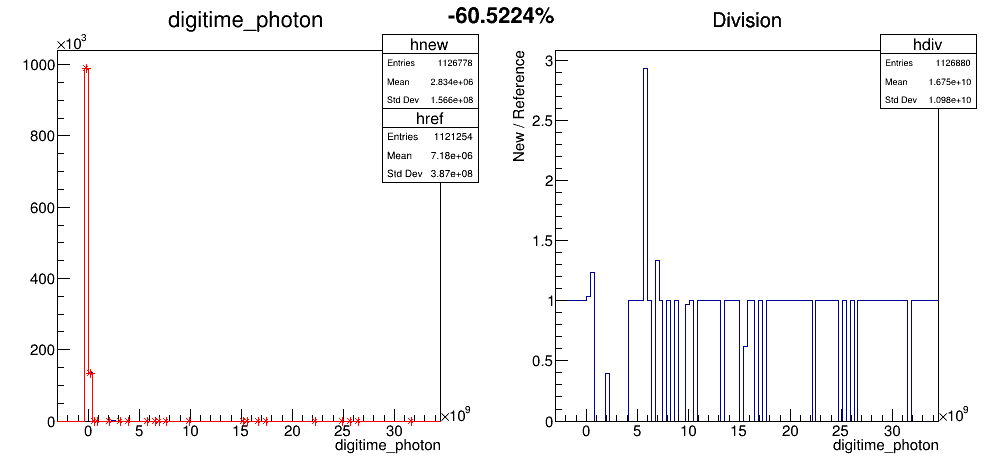 -60.5224%
digitime_photon
×10³
hnew
Entries 1126778
Mean 2.834e+06
Std Dev 1.566e+08
href
Entries 1121254
Mean 7.18e+06
Std Dev 3.87e+08
1000
800
600
400
200
0
0 5 10 15 20 25 30
×10⁹
digitime_photon
Division
hdiv
Entries 1126880
Mean 1.675e+10
Std Dev 1.098e+10
New / Reference
3
2.5
2
1.5
1
0.5
0
0 5 10 15 20 25 30
×10⁹
digitime_photon